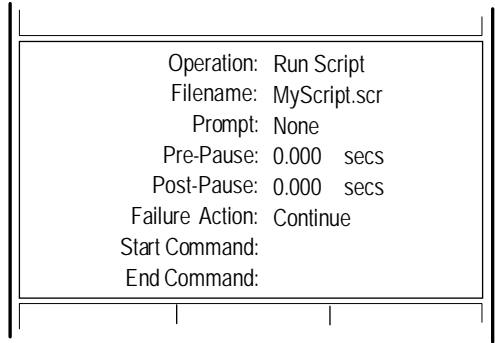 Operation: Run Script
Filename: MyScript.scr
Prompt: None
Pre-Pause: 0.000 secs
Post-Pause: 0.000 secs
Failure Action: Continue
Start Command:
End Command: